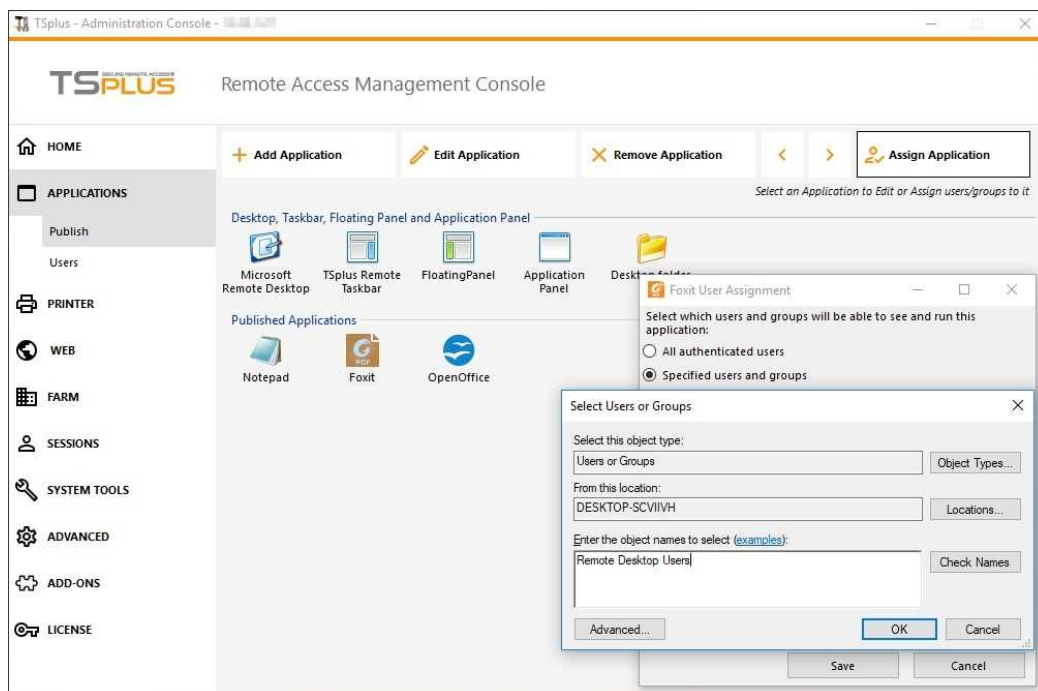 TSplus - Administration Console -
TSPLUS SECURE REMOTE ACCESS
Remote Access Management Console
HOME
APPLICATIONS
Publish
Users
PRINTER
WEB
FARM
SESSIONS
SYSTEM TOOLS
ADVANCED
ADD-ONS
LICENSE
Add Application
Edit Application
Remove Application
Assign Application
Select an Application to Edit or Assign users/groups to it
Desktop, Taskbar, Floating Panel and Application Panel
Microsoft
Remote Desktop
TSplus Remote
Taskbar
FloatingPanel
Application
Panel
Desktop folder
Published Applications
Notepad
PDF
Foxit
OpenOffice
Foxit User Assignment
Select which users and groups will be able to see and run this
application:
All authenticated users
Specified users and groups
Select Users or Groups
Select this object type:
Users or Groups
Object Types...
From this location:
DESKTOP-SCVIIVH
Locations...
Enter the object names to select (examples):
Remote Desktop Users
Check Names
Advanced...
OK
Cancel
Save
Cancel